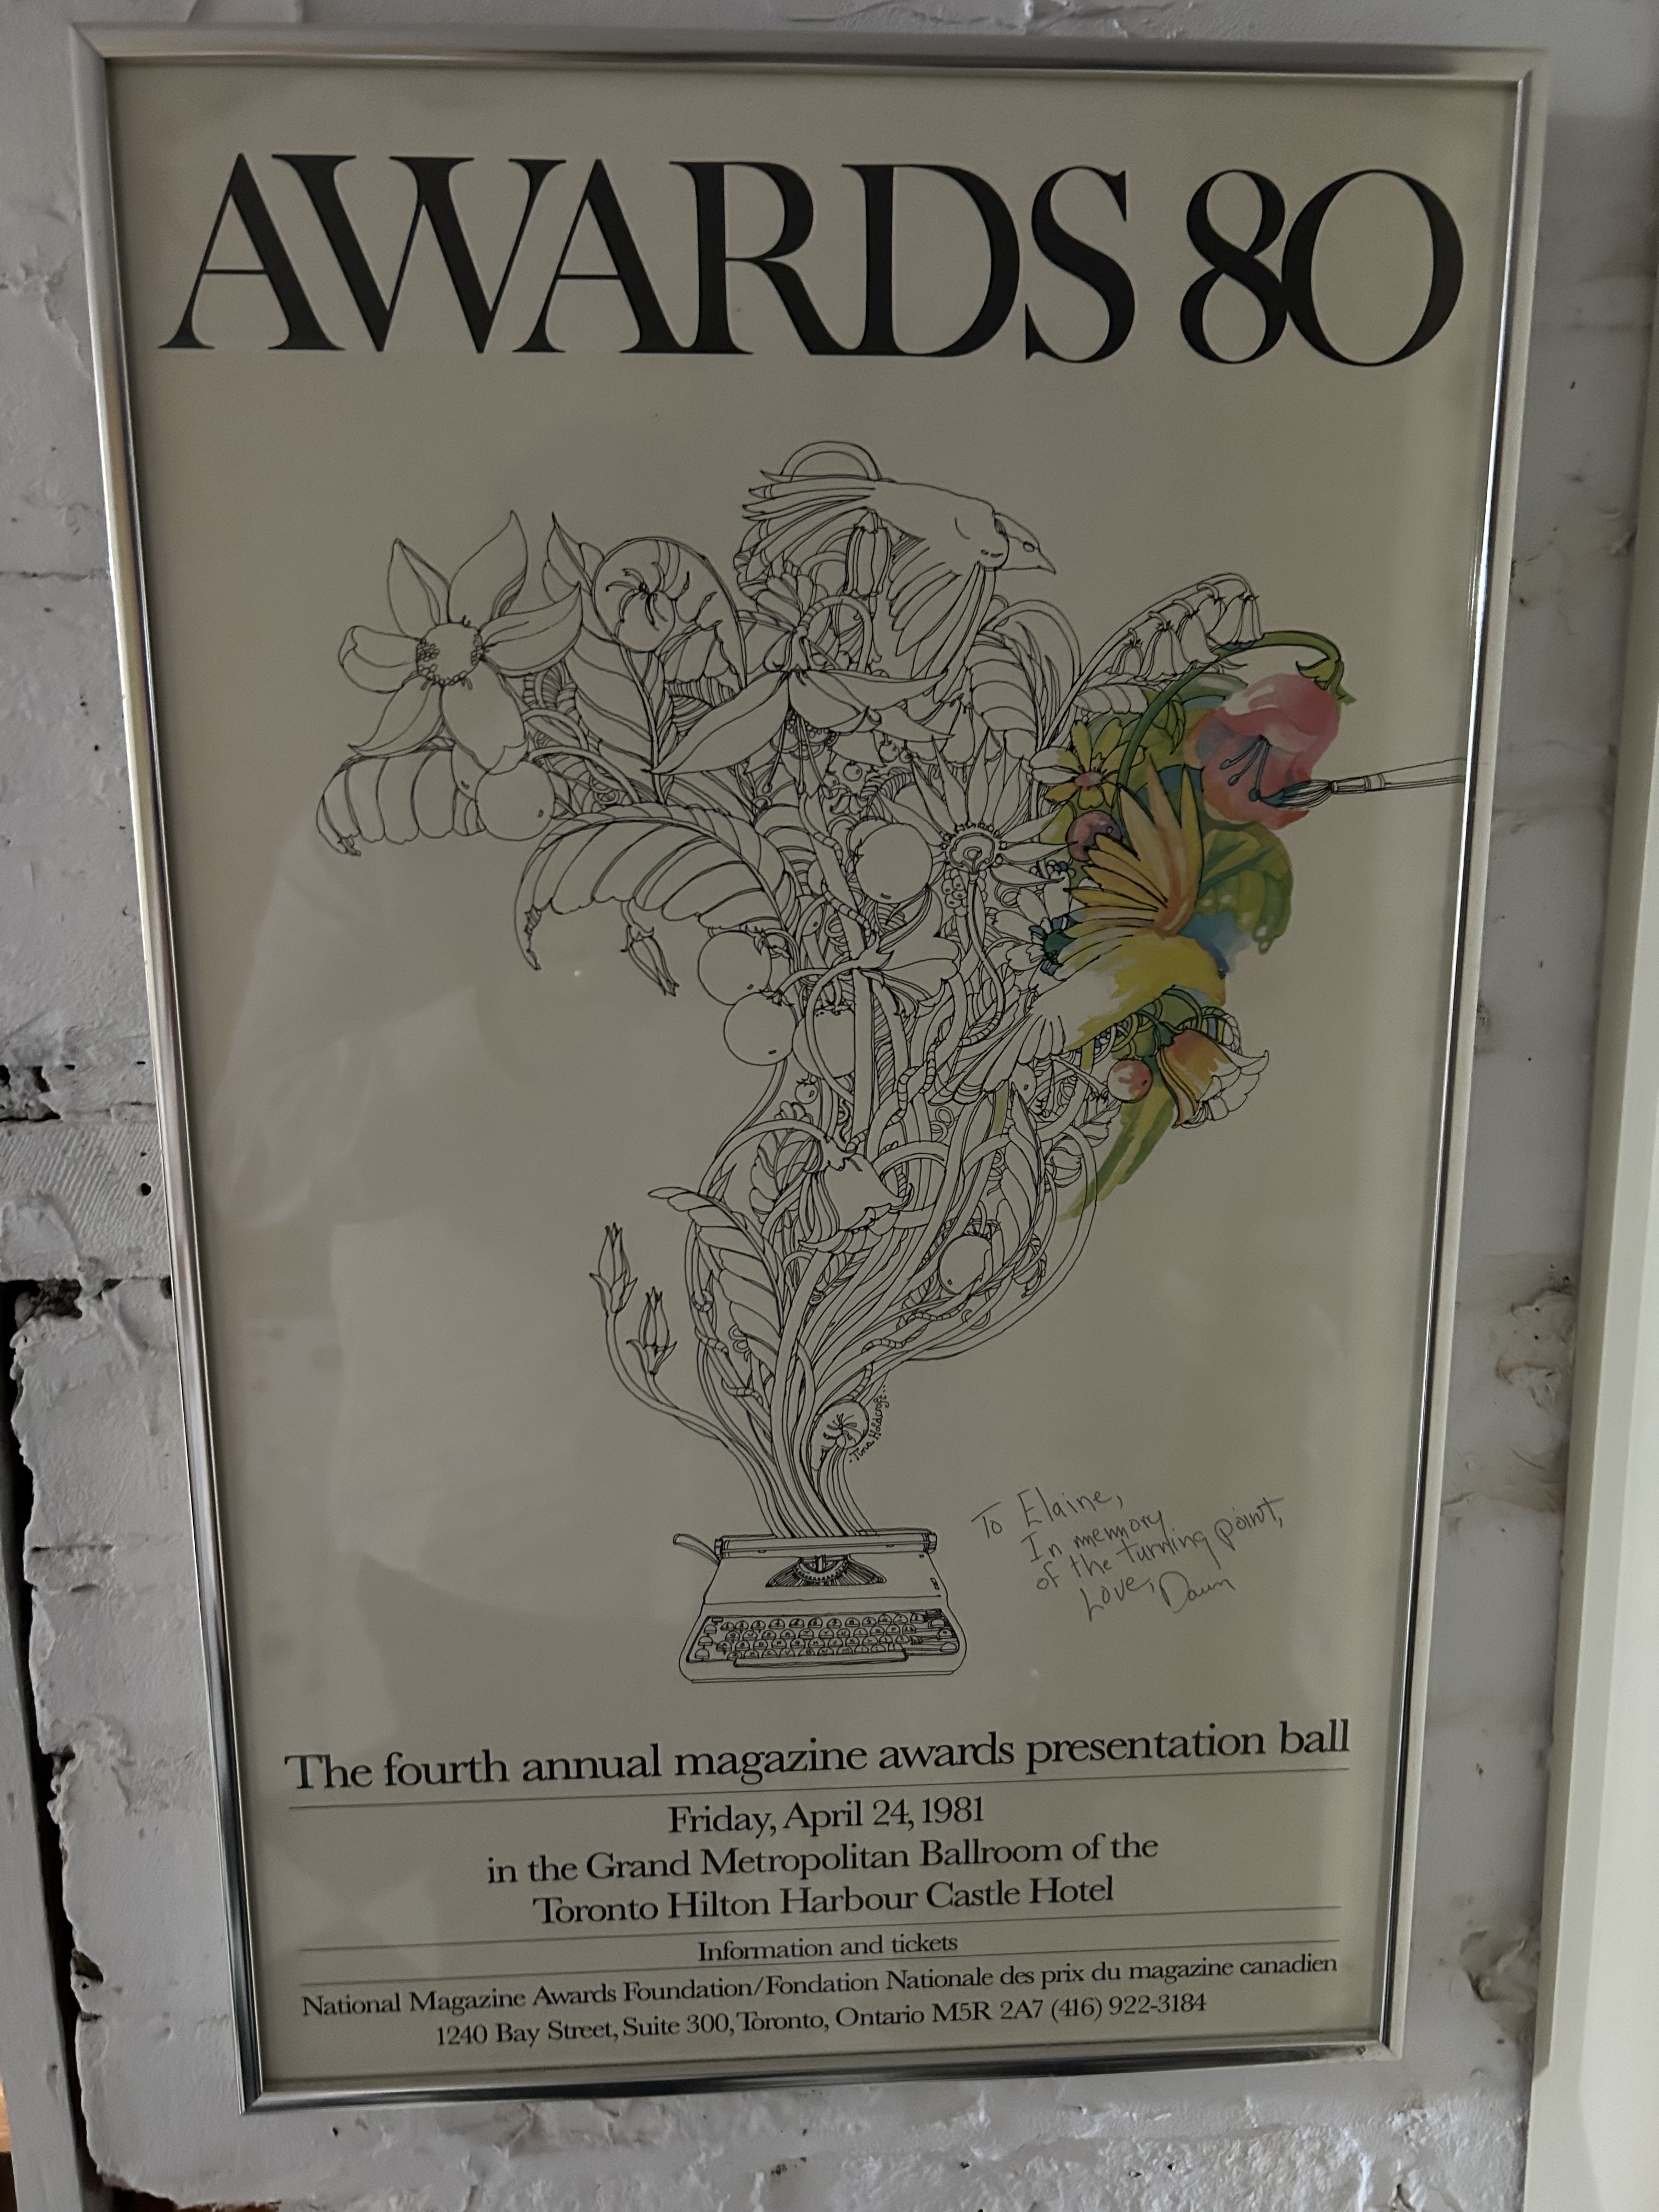 AWARDS 80
Tina Holdcroft
To Elaine,
In memory
of the turning point,
Love, Dawn
The fourth annual magazine awards presentation ball
Friday, April 24, 1981
in the Grand Metropolitan Ballroom of the
Toronto Hilton Harbour Castle Hotel
Information and tickets
National Magazine Awards Foundation/Fondation Nationale des prix du magazine canadien
1240 Bay Street, Suite 300, Toronto, Ontario M5R 2A7 (416) 922-3184